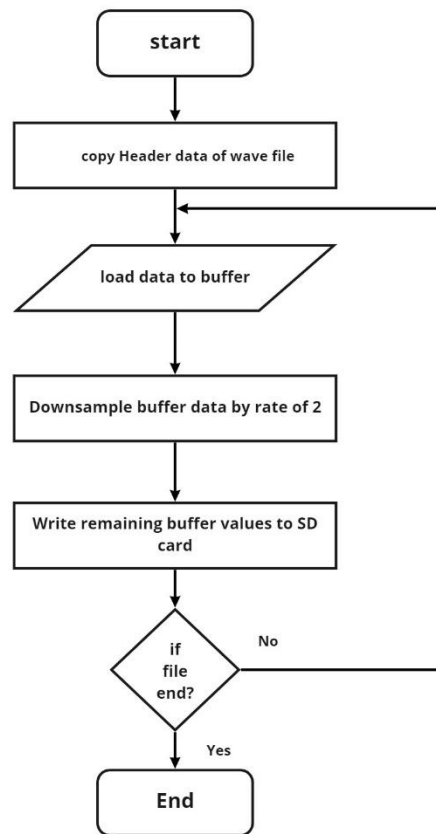 start
copy Header data of wave file
load data to buffer
Downsample buffer data by rate of 2
Write remaining buffer values to SD
card
if
file
end?
No
Yes
End